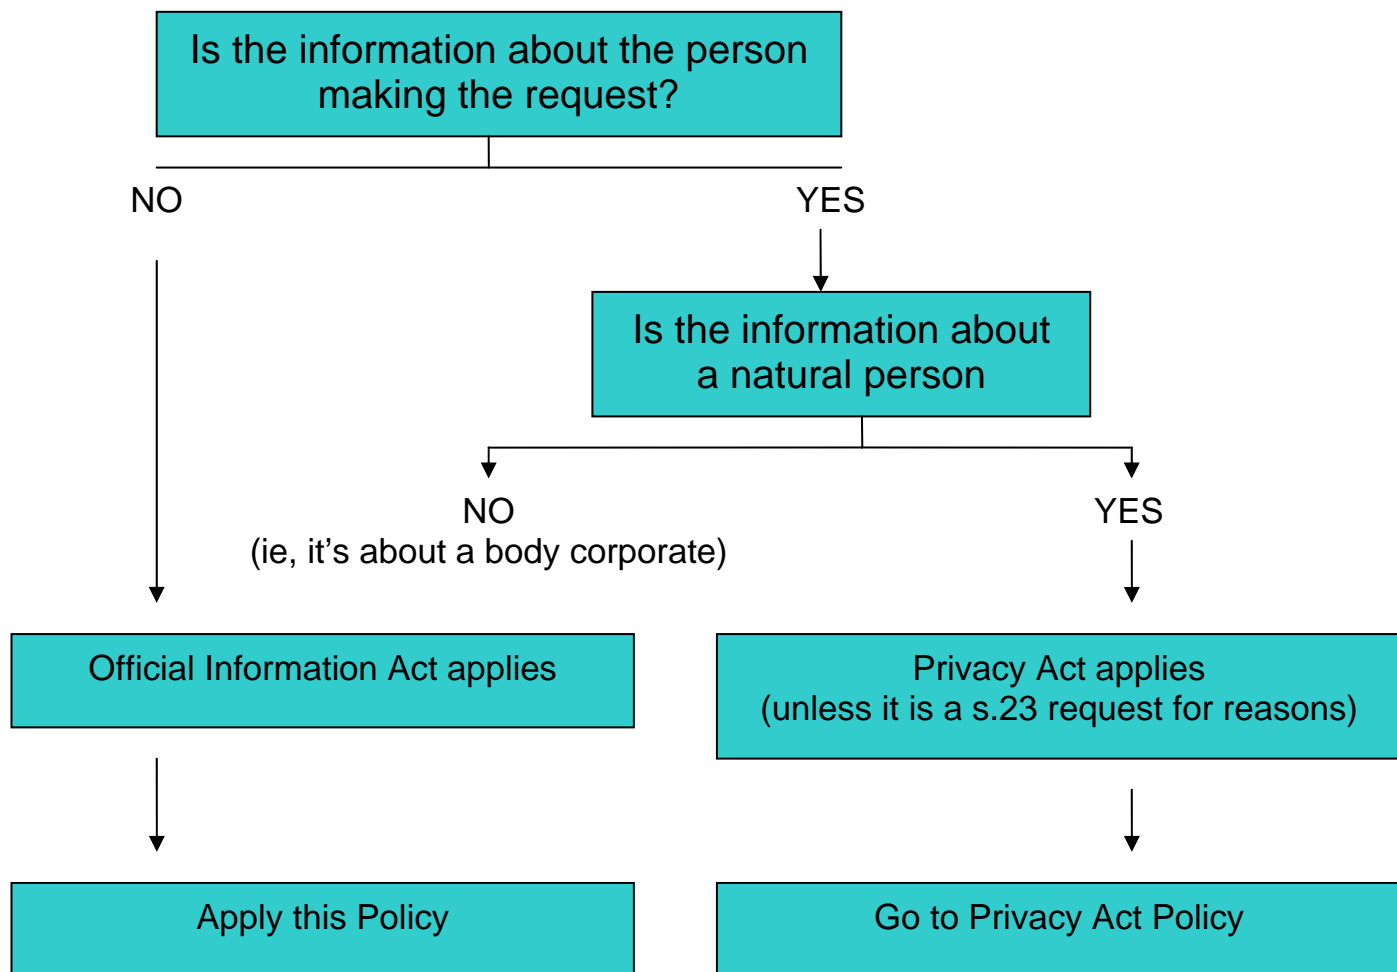 Is the information about the person
making the request?
NO
YES
Is the information about
a natural person
NO
(ie, it's about a body corporate)
YES
Official Information Act applies
Privacy Act applies
(unless it is a s.23 request for reasons)
Apply this Policy
Go to Privacy Act Policy